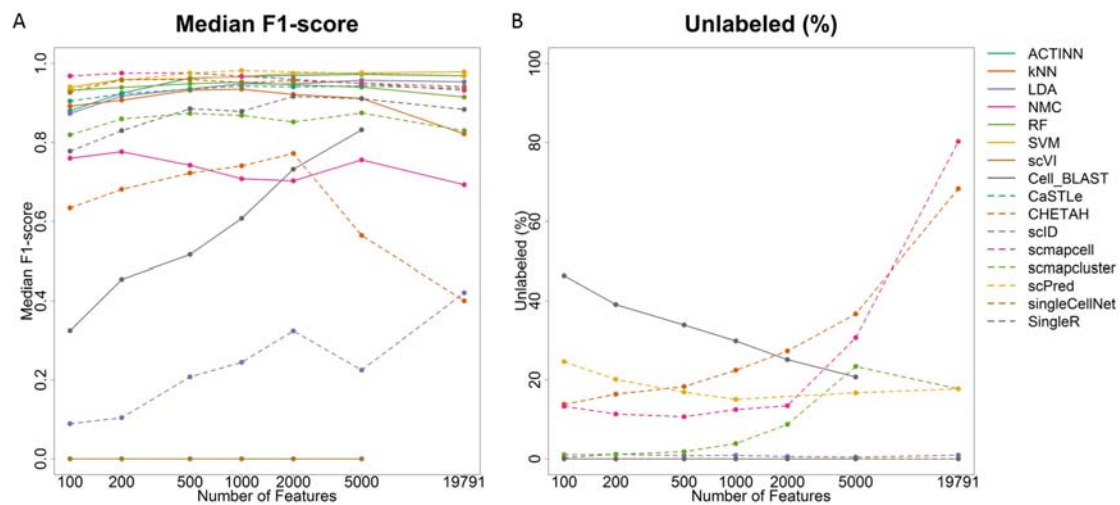 A
Median F1-score
Median F1-score
1.0
0.8
0.6
0.4
0.2
0.0
100
200
500
1000
2000
5000
19791
Number of Features
B
Unlabeled (%)
Unlabeled (%)
100
80
60
40
20
0
100
200
500
1000
2000
5000
19791
Number of Features
ACTINN
kNN
LDA
NMC
RF
SVM
scVI
Cell_BLAST
CaSTLe
CHETAH
scID
scmapcell
scmapcluster
scPred
singleCellNet
SingleR